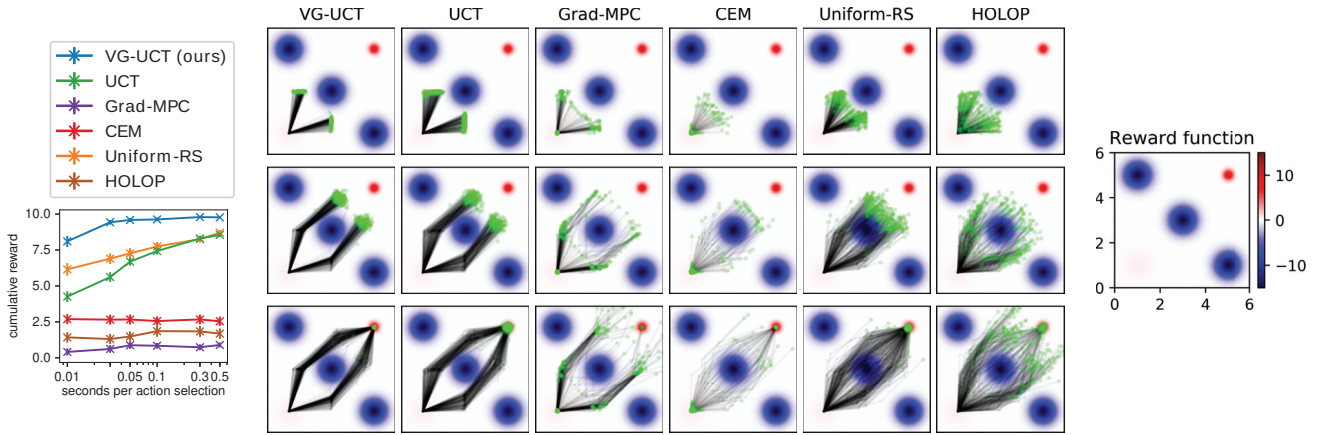 VG-UCT
UCT
Grad-MPC
CEM
Uniform-RS
HOLOP
VG-UCT (ours)
UCT
Grad-MPC
CEM
Uniform-RS
HOLOP
10.0
7.5
5.0
2.5
0.0
cumulative reward
0.01
0.05
0.1
0.3
0.5
seconds per action selection
Reward function
6
4
2
0
0
2
4
6
10
0
−10